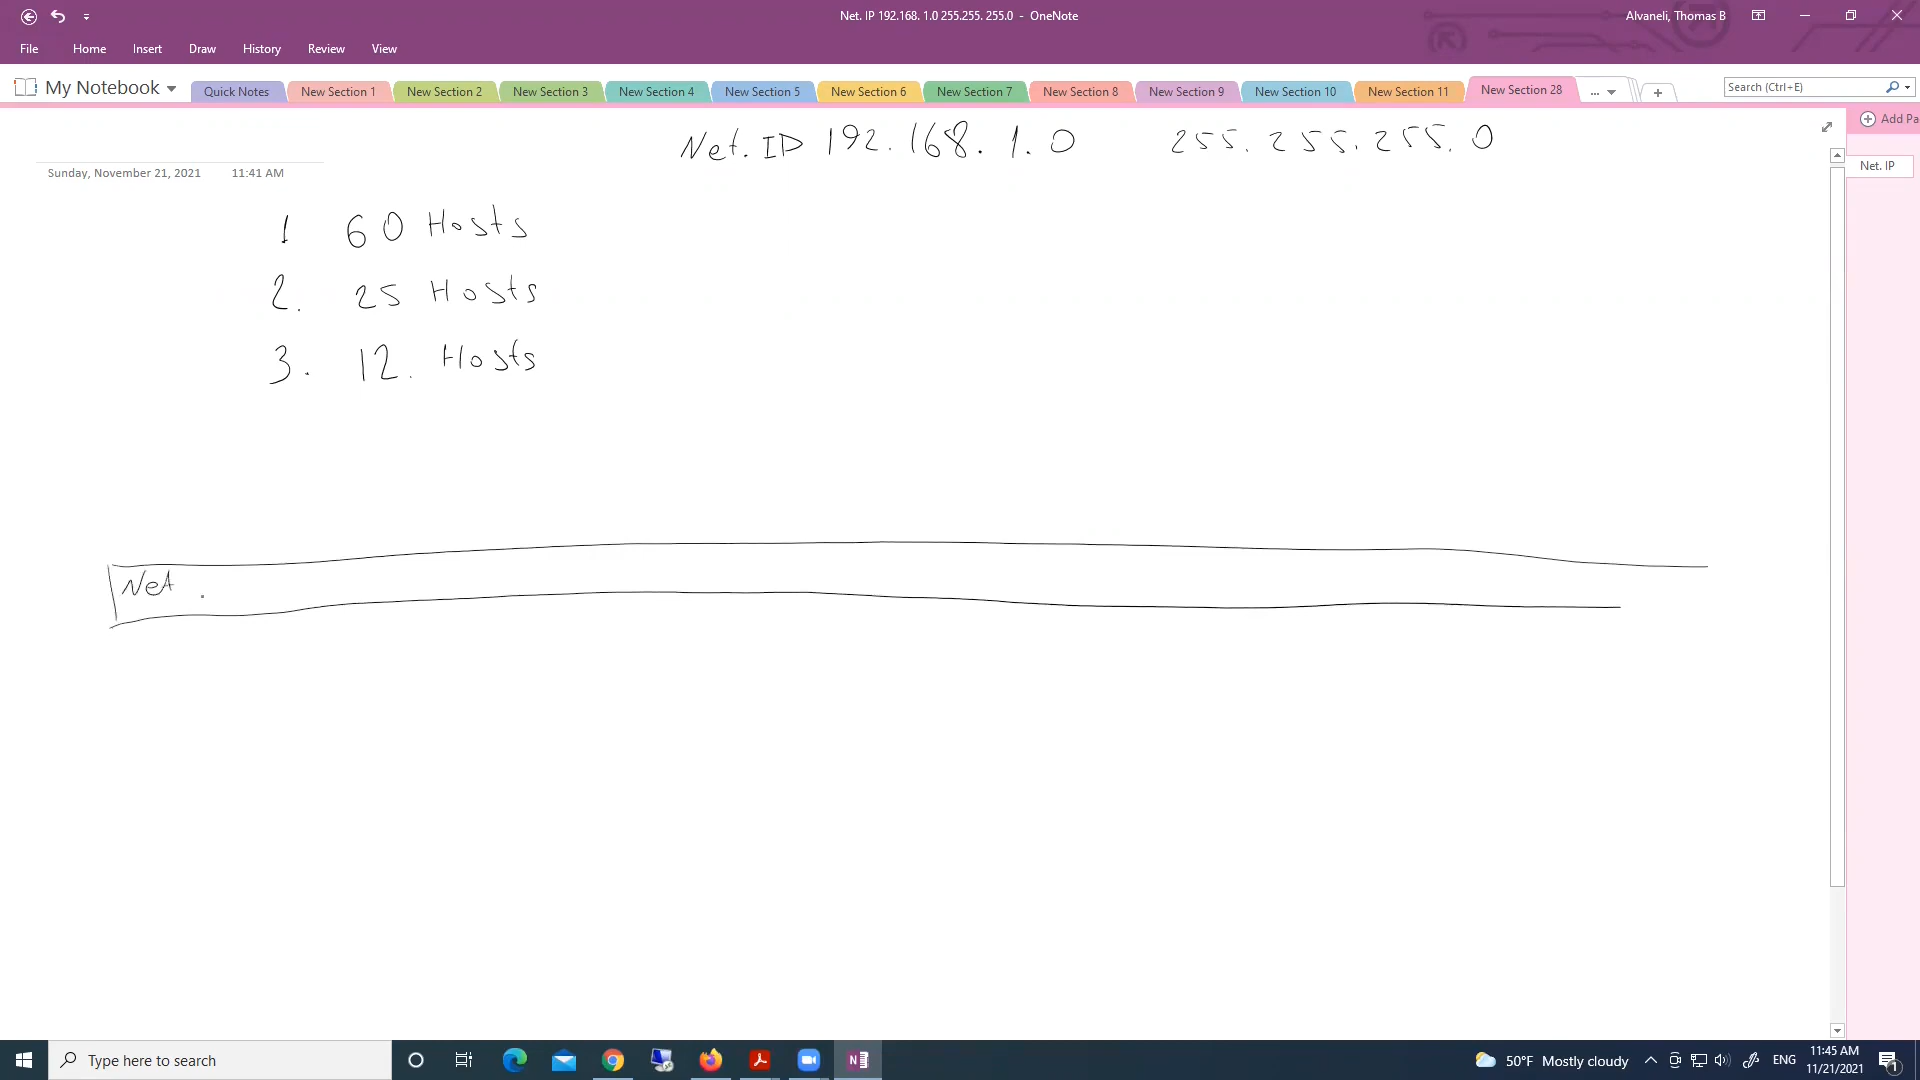 Net. IP 192.168. 1.0 255.255. 255.0 - OneNote
Alvaneli, Thomas B
File Home Insert Draw History Review View
My Notebook Quick Notes New Section 1 New Section 2 New Section 3 New Section 4 New Section 5 New Section 6 New Section 7 New Section 8 New Section 9 New Section 10 New Section 11 New Section 28 ... Search (Ctrl+E)
Add Pa
Net. ID 192.168.1.0 255.255.255.0
Net. IP
Sunday, November 21, 2021 11:41 AM
1 60 Hosts
2. 25 Hosts
3. 12. Hosts
Net .
Type here to search
50°F Mostly cloudy
ENG
11:45 AM
11/21/2021
1